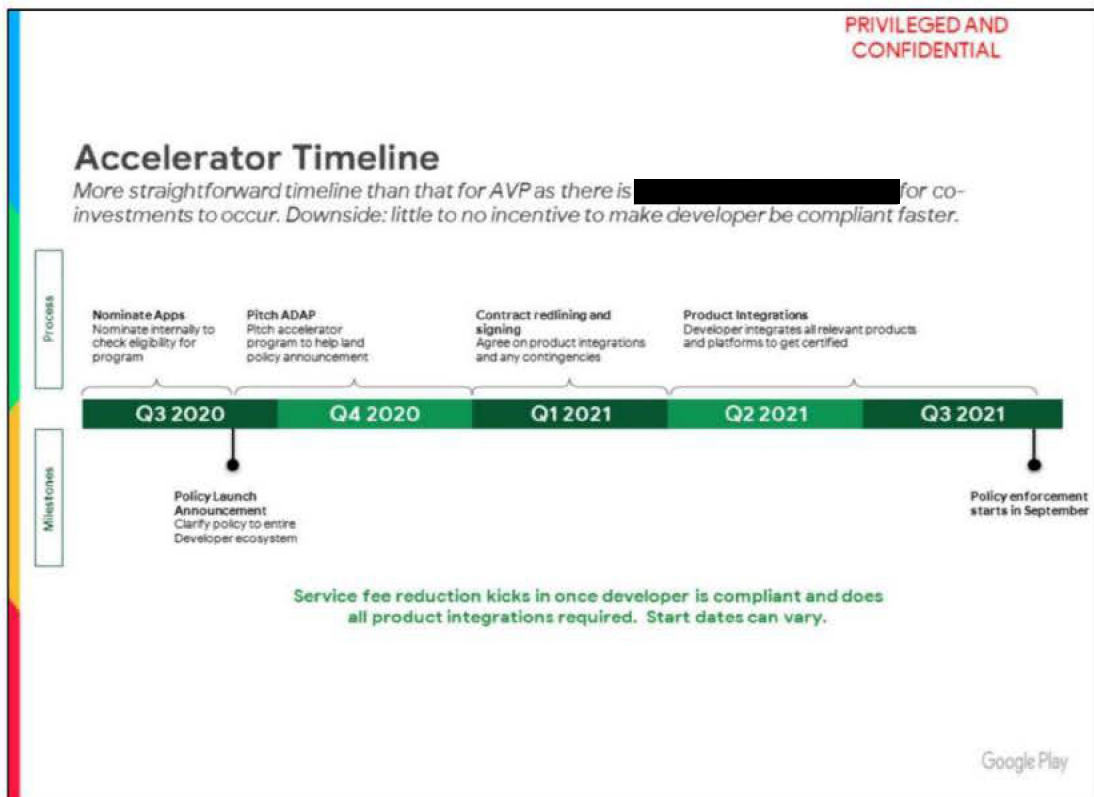 PRIVILEGED AND
CONFIDENTIAL
Accelerator Timeline
More straightforward timeline than that for AVP as there is for co-
investments to occur. Downside: little to no incentive to make developer be compliant faster.
Process
Nominate Apps
Nominate internally to
check eligibility for
program
Pitch ADAP
Pitch accelerator
program to help land
policy announcement
Contract redlining and
signing
Agree on product integrations
and any contingencies
Product Integrations
Developer integrates all relevant products
and platforms to get certified
Q3 2020
Q4 2020
Q1 2021
Q2 2021
Q3 2021
Milestones
Policy Launch
Announcement
Clarify policy to entire
Developer ecosystem
Policy enforcement
starts in September
Service fee reduction kicks in once developer is compliant and does
all product integrations required. Start dates can vary.
Google Play